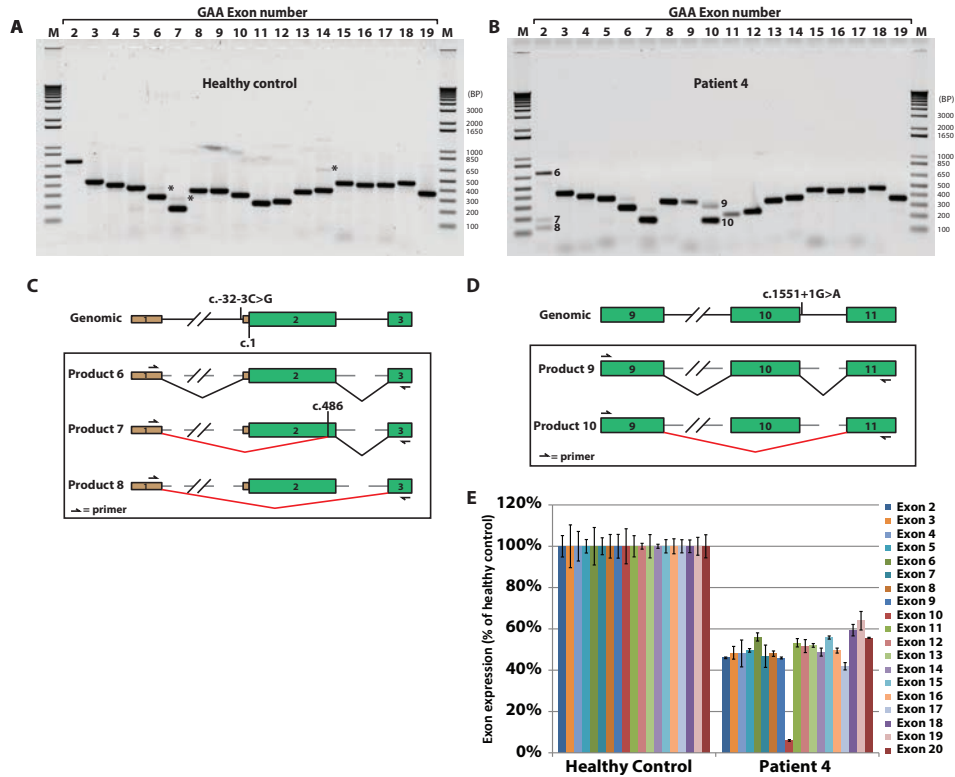 A
GAA Exon number
M 2 3 4 5 6 7 8 9 10 11 12 13 14 15 16 17 18 19 M
Healthy control
(BP)
3000
2000
1650
1000
850
650
500
400
300
200
100
*
*
*
B
GAA Exon number
M 2 3 4 5 6 7 8 9 10 11 12 13 14 15 16 17 18 19 M
Patient 4
(BP)
3000
2000
1650
1000
850
650
500
400
300
200
100
6
7
8
9
10
C
c.-32-3C>G
Genomic 1 2 3
c.1
Product 6 1 2 3
c.486
Product 7 1 2 3
Product 8 1 2 3
= primer
D
c.1551+1G>A
Genomic 9 10 11
Product 9 9 10 11
Product 10 9 10 11
= primer
E
Exon expression (% of healthy control)
120%
100%
80%
60%
40%
20%
0%
Healthy Control Patient 4
Exon 2
Exon 3
Exon 4
Exon 5
Exon 6
Exon 7
Exon 8
Exon 9
Exon 10
Exon 11
Exon 12
Exon 13
Exon 14
Exon 15
Exon 16
Exon 17
Exon 18
Exon 19
Exon 20